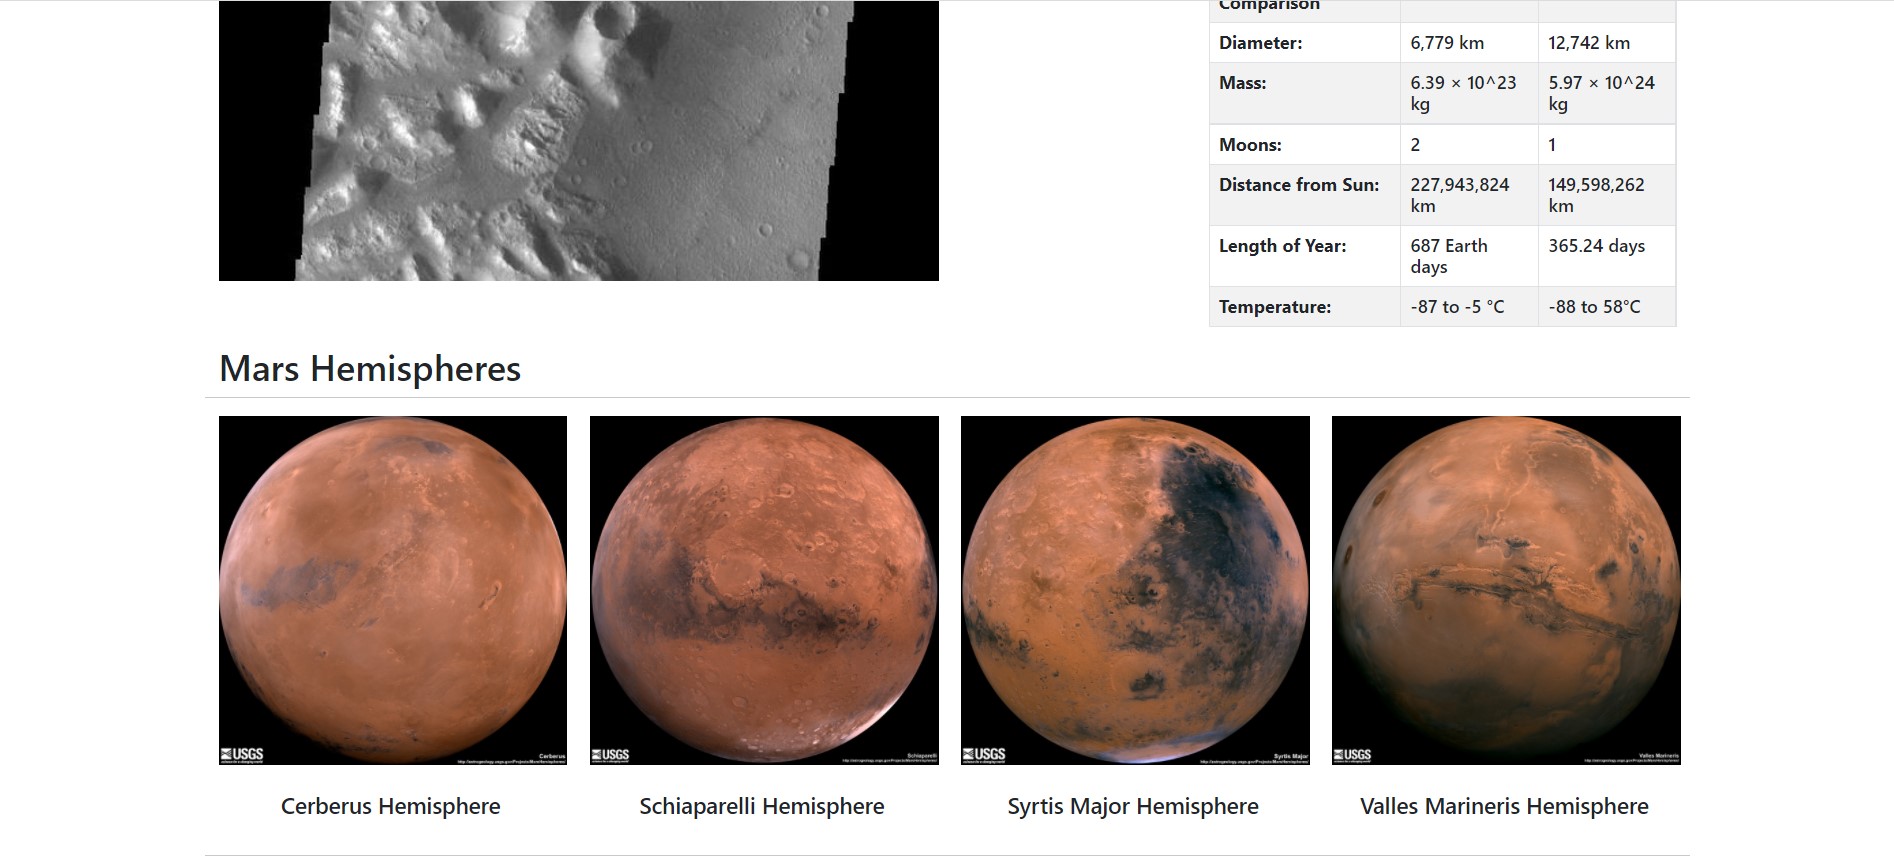 Comparison
Diameter: 6,779 km 12,742 km
Mass: 6.39 × 10^23 kg 5.97 × 10^24 kg
Moons: 2 1
Distance from Sun: 227,943,824 km 149,598,262 km
Length of Year: 687 Earth days 365.24 days
Temperature: -87 to -5 °C -88 to 58°C
Mars Hemispheres
USGS
Cerberus
USGS
Schiaparelli
USGS
Syrtis Major
USGS
Valles Marineris
Cerberus Hemisphere
Schiaparelli Hemisphere
Syrtis Major Hemisphere
Valles Marineris Hemisphere